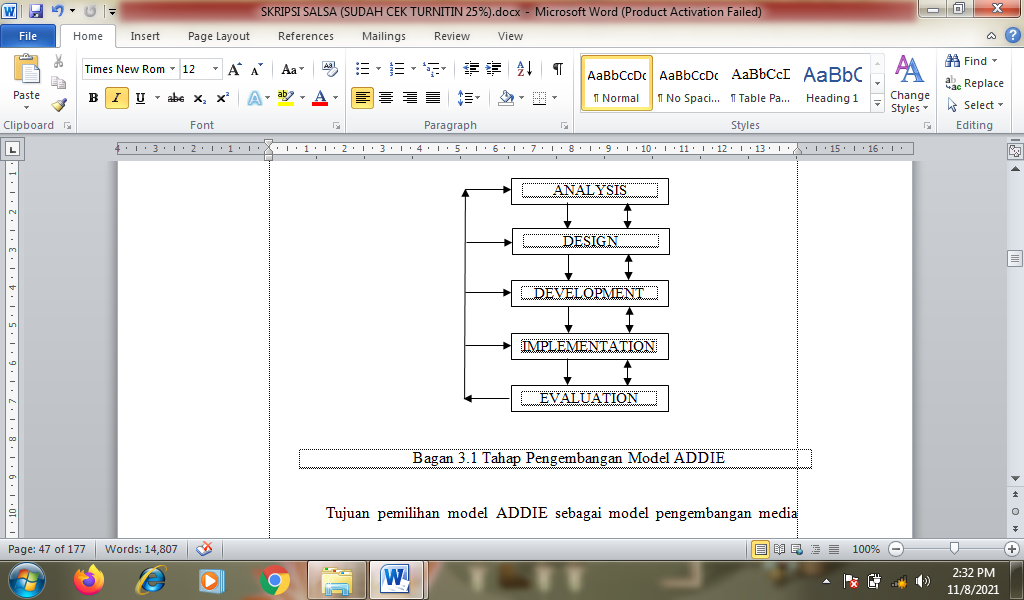 SKRIPSI SALSA (SUDAH CEK TURNITIN 25%).docx - Microsoft Word (Product Activation Failed)
File Home Insert Page Layout References Mailings Review View
Paste
Times New Rom 12
AaBbCcDc AaBbCcDc AaBbCcD AaBbC
¶ Normal ¶ No Spaci... ¶ Table Pa... Heading 1
Change Styles
Find
Replace
Select
Clipboard Font Paragraph Styles Editing
ANALYSIS
DESIGN
DEVELOPMENT
IMPLEMENTATION
EVALUATION
Bagan 3.1 Tahap Pengembangan Model ADDIE
Tujuan pemilihan model ADDIE sebagai model pengembangan media
Page: 47 of 177 Words: 14,807 100%
2:32 PM
11/8/2021